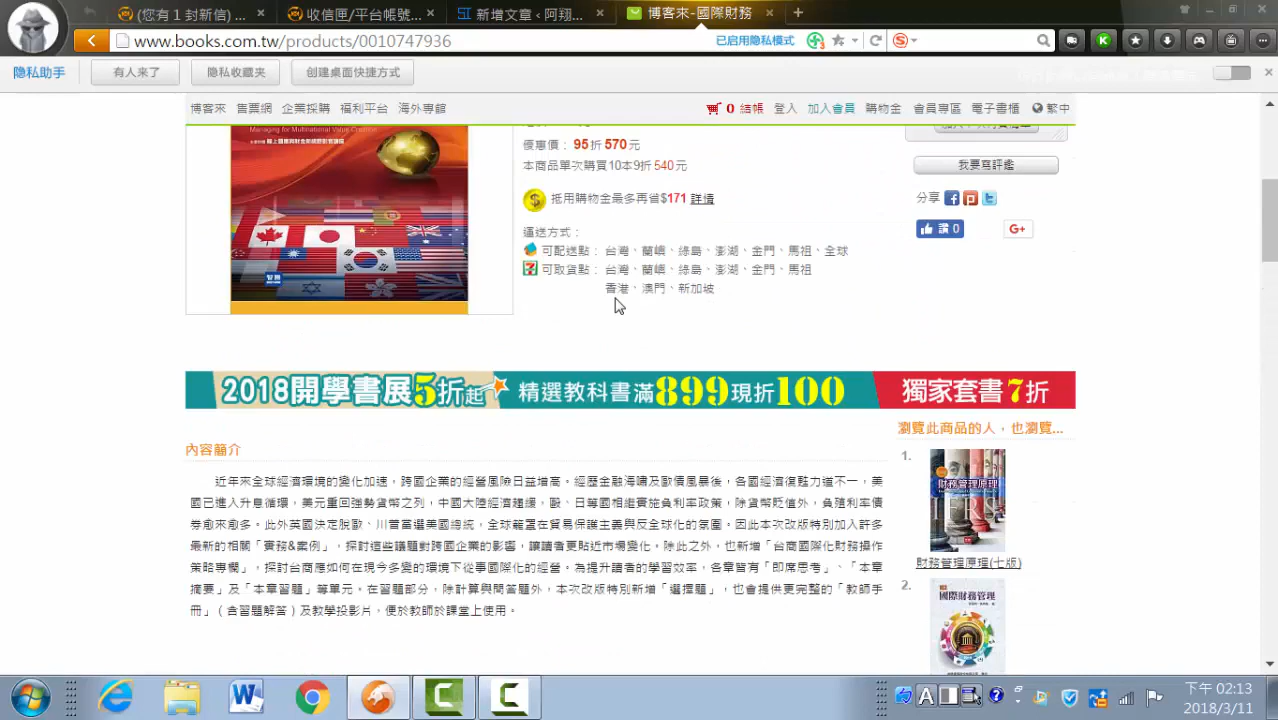 (您有 1 封新信) ...
收信匣/平台帳號...
新增文章 ‹ 阿翔...
博客來-國際財務
www.books.com.tw/products/0010747936
已启用隐私模式
隐私助手
有人来了
隐私收藏夹
创建桌面快捷方式
博客來 售票網 企業採購 福利平台 海外專館
0 結帳 登入 加入會員 購物金 會員專區 電子書櫃 繁中
Managing for Multinational Value Creation
智勝
優惠價： 95折 570元
本商品單次購買10本9折 540元
抵用購物金最多再省$171 詳情
運送方式：
可配送點： 台灣、蘭嶼、綠島、澎湖、金門、馬祖、全球
可取貨點： 台灣、蘭嶼、綠島、澎湖、金門、馬祖
香港、澳門、新加坡
我要寫評鑑
分享
讚 0
G+
2018開學書展5折起 精選教科書滿899現折100 獨家套書7折
內容簡介
近年來全球經濟環境的變化加速，跨國企業的經營風險日益增高。經歷金融海嘯及歐債風暴後，各國經濟復甦力道不一，美
國已進入升息循環，美元重回強勢貨幣之列，中國大陸經濟趨緩，歐、日等國相繼實施負利率政策，除貨幣貶值外，負殖利率債
券愈來愈多。此外英國決定脫歐、川普當選美國總統，全球籠罩在貿易保護主義與反全球化的氛圍。因此本次改版特別加入許多
最新的相關「實務&案例」，探討這些議題對跨國企業的影響，讓讀者更貼近市場變化。除此之外，也新增「台商國際化財務操作
策略專欄」，探討台商應如何在現今多變的環境下從事國際化的經營。為提升讀者的學習效率，各章皆有「即席思考」、「本章
摘要」及「本章習題」等單元。在習題部分，除計算與問答題外，本次改版特別新增「選擇題」，也會提供更完整的「教師手
冊」（含習題解答）及教學投影片，便於教師於課堂上使用。
瀏覽此商品的人，也瀏覽...
1.
財務管理原理
財務管理原理(七版)
2.
國際財務管理
下午 02:13
2018/3/11